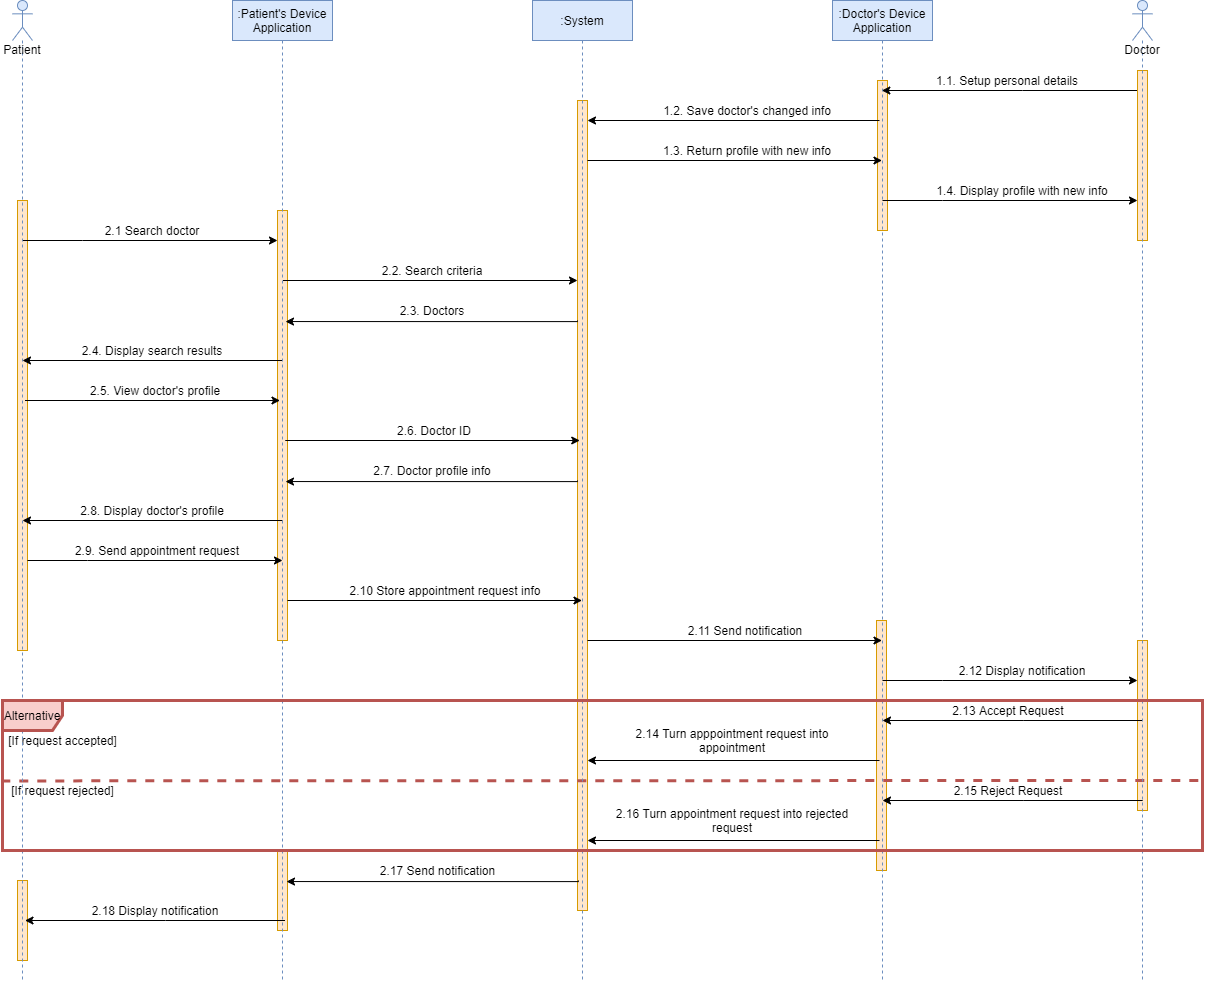 :Patient's Device
Application
:System
:Doctor's Device
Application
Patient
Doctor
1.1. Setup personal details
1.2. Save doctor's changed info
1.3. Return profile with new info
1.4. Display profile with new info
2.1 Search doctor
2.2. Search criteria
2.3. Doctors
2.4. Display search results
2.5. View doctor's profile
2.6. Doctor ID
2.7. Doctor profile info
2.8. Display doctor's profile
2.9. Send appointment request
2.10 Store appointment request info
2.11 Send notification
2.12 Display notification
Alternative
2.13 Accept Request
[If request accepted]
2.14 Turn apppointment request into
appointment
[If request rejected]
2.15 Reject Request
2.16 Turn appointment request into rejected
request
2.17 Send notification
2.18 Display notification